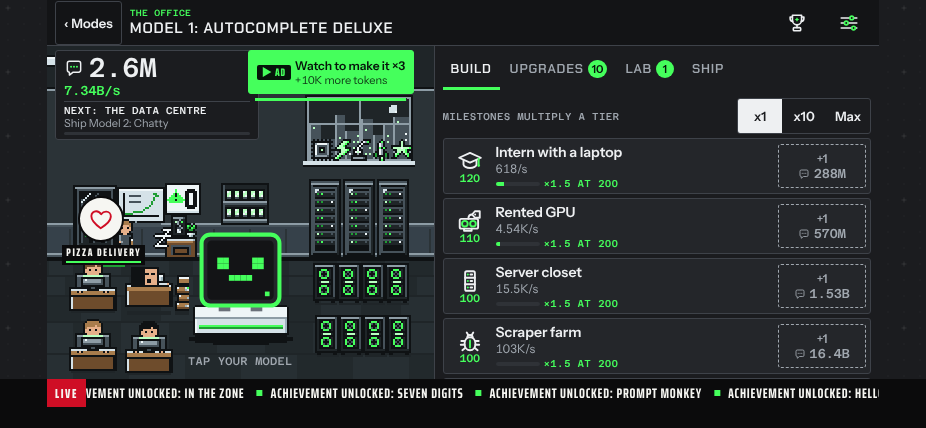 ‹ Modes
THE OFFICE
MODEL 1: AUTOCOMPLETE DELUXE
2.6M
7.34B/s
NEXT: THE DATA CENTRE
Ship Model 2: Chatty
AD
Watch to make it ×3
+10K more tokens
PIZZA DELIVERY
TAP YOUR MODEL
BUILD
UPGRADES 10
LAB 1
SHIP
MILESTONES MULTIPLY A TIER
x1
x10
Max
Intern with a laptop
618/s
120
×1.5 AT 200
+1
288M
Rented GPU
4.54K/s
110
×1.5 AT 200
+1
570M
Server closet
15.5K/s
100
×1.5 AT 200
+1
1.53B
Scraper farm
103K/s
100
×1.5 AT 200
+1
16.4B
LIVE
VEMENT UNLOCKED: IN THE ZONE
ACHIEVEMENT UNLOCKED: SEVEN DIGITS
ACHIEVEMENT UNLOCKED: PROMPT MONKEY
ACHIEVEMENT UNLOCKED: HELL